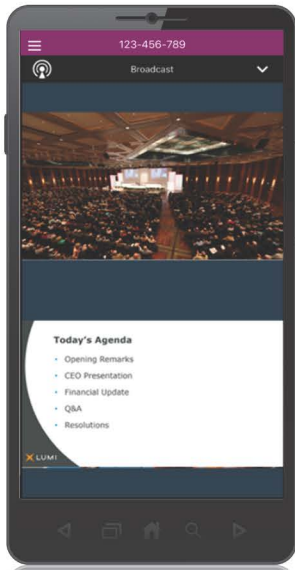 123-456-789
Broadcast
Today's Agenda
• Opening Remarks
• CEO Presentation
• Financial Update
• Q&A
• Resolutions
LUMI